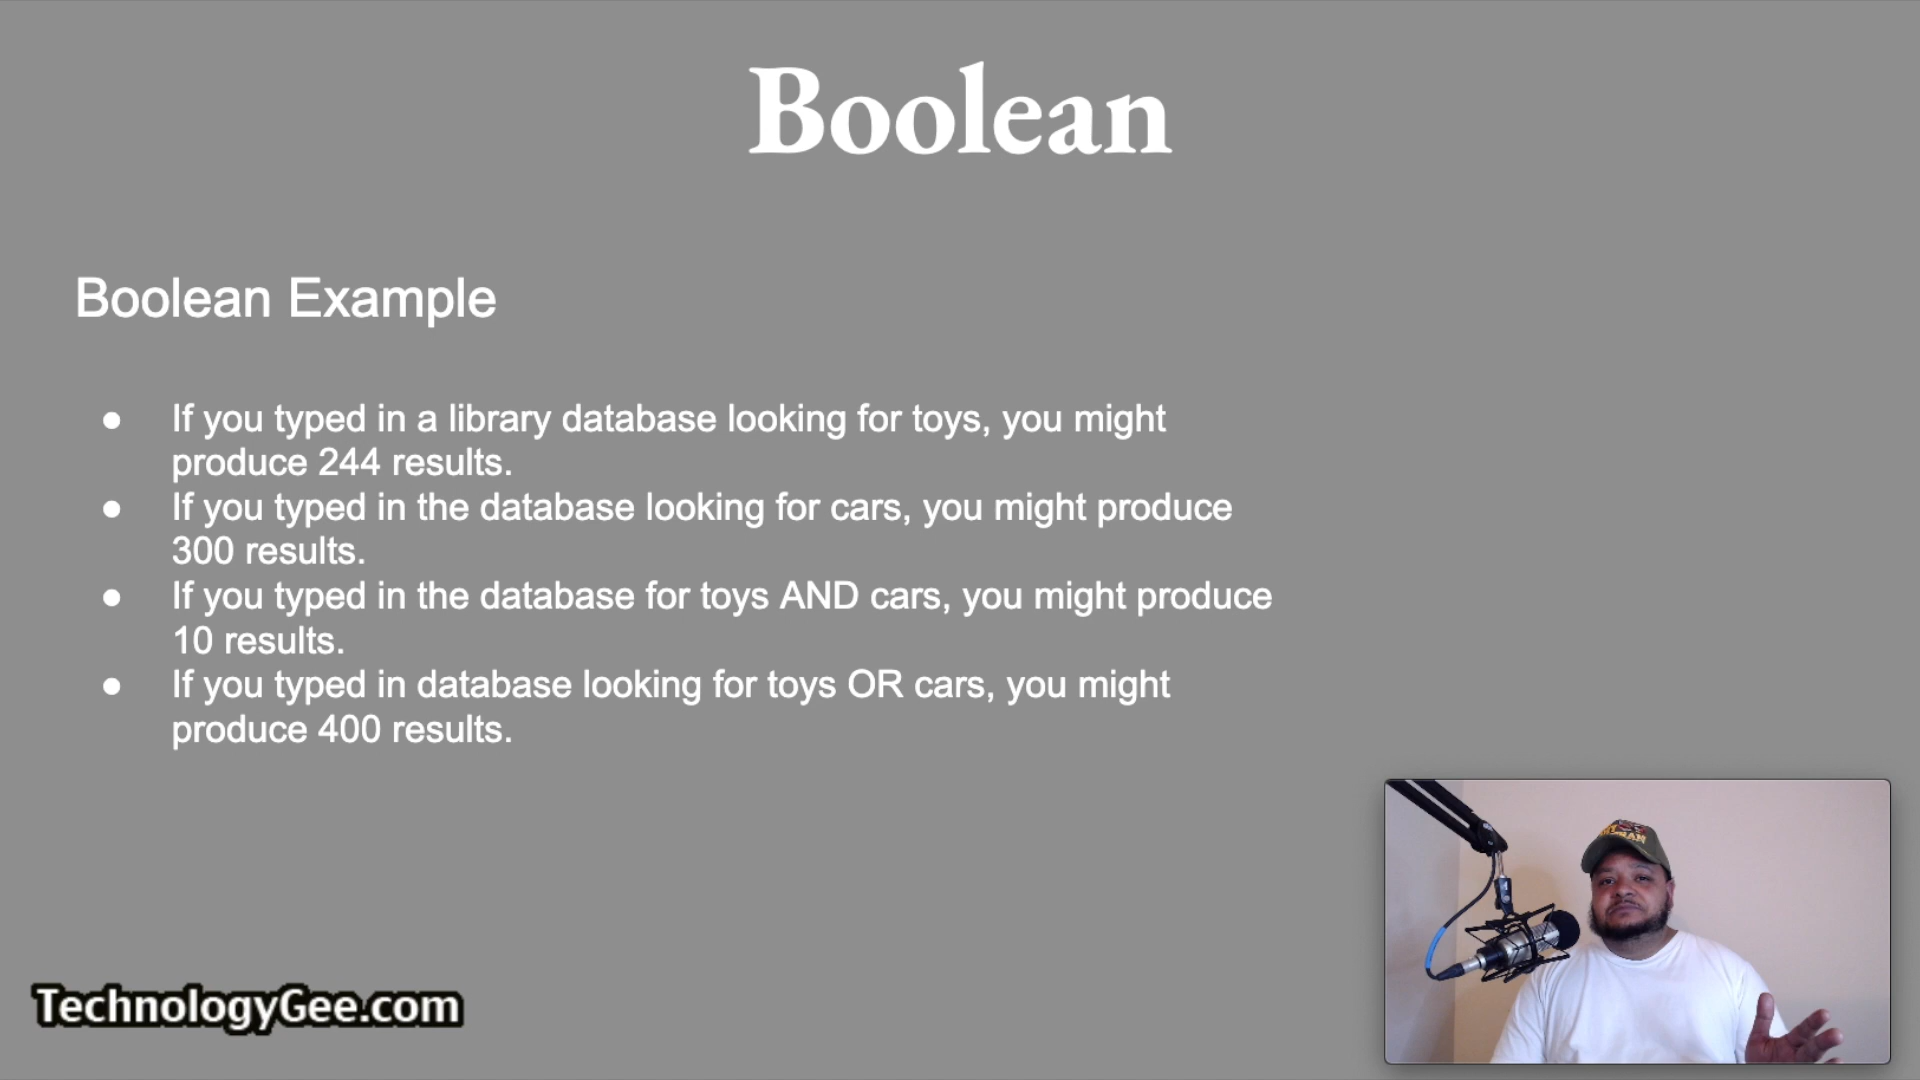 Boolean
Boolean Example
● If you typed in a library database looking for toys, you might
produce 244 results.
● If you typed in the database looking for cars, you might produce
300 results.
● If you typed in the database for toys AND cars, you might produce
10 results.
● If you typed in database looking for toys OR cars, you might
produce 400 results.
TechnologyGee.com